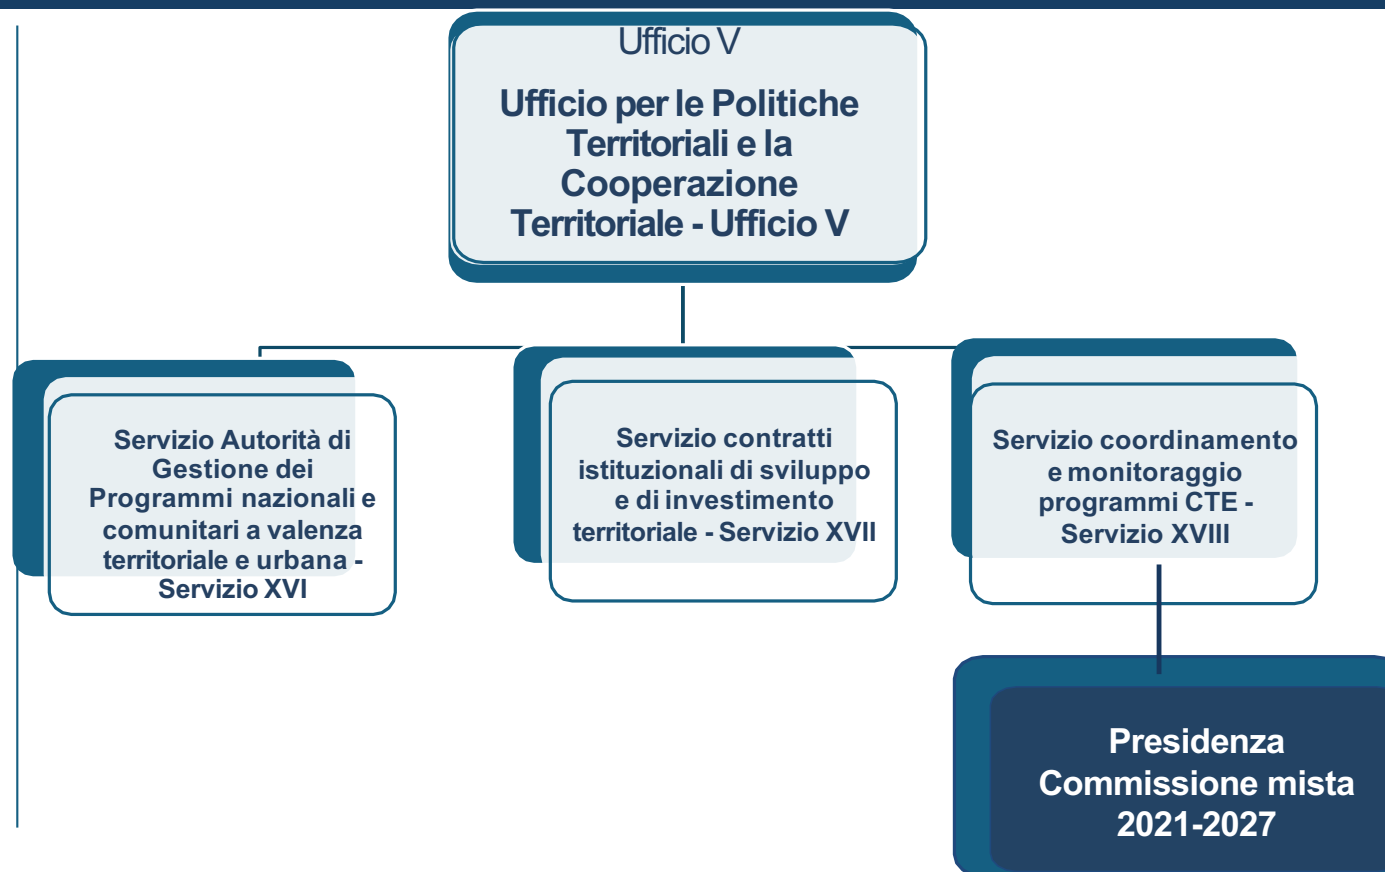 Ufficio V
Ufficio per le Politiche
Territoriali e la
Cooperazione
Territoriale - Ufficio V
Servizio Autorità di
Gestione dei
Programmi nazionali e
comunitari a valenza
territoriale e urbana -
Servizio XVI
Servizio contratti
istituzionali di sviluppo
e di investimento
territoriale - Servizio XVII
Servizio coordinamento
e monitoraggio
programmi CTE -
Servizio XVIII
Presidenza
Commissione mista
2021-2027